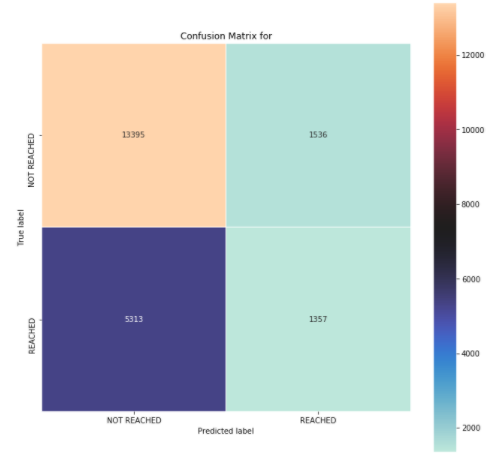 Confusion Matrix for
NOT REACHED
REACHED
True label
13395
1536
5313
1357
NOT REACHED
REACHED
Predicted label
12000
10000
8000
6000
4000
2000